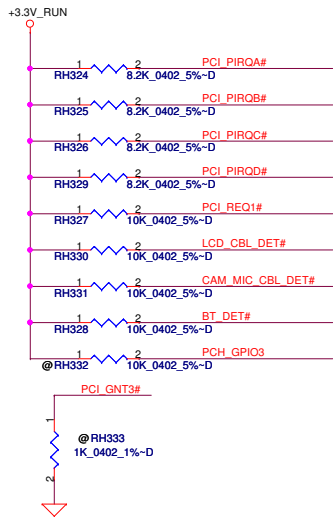 +3.3V_RUN
1 2 PCI_PIRQA#
RH324 8.2K_0402_5%~D
1 2 PCI_PIRQB#
RH325 8.2K_0402_5%~D
1 2 PCI_PIRQC#
RH326 8.2K_0402_5%~D
1 2 PCI_PIRQD#
RH329 8.2K_0402_5%~D
1 2 PCI_REQ1#
RH327 10K_0402_5%~D
1 2 LCD_CBL_DET#
RH330 10K_0402_5%~D
1 2 CAM_MIC_CBL_DET#
RH331 10K_0402_5%~D
1 2 BT_DET#
RH328 10K_0402_5%~D
1 2 PCH_GPIO3
@RH332 10K_0402_5%~D
PCI_GNT3#
1
@RH333
1K_0402_1%~D
2